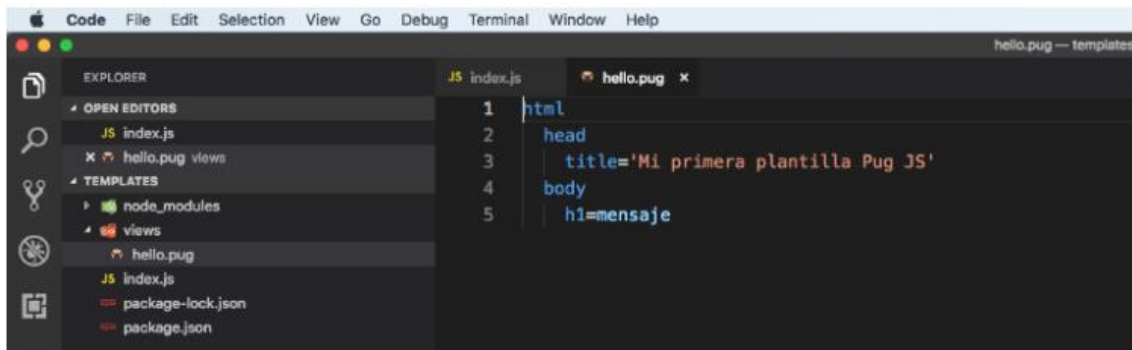 Code File Edit Selection View Go Debug Terminal Window Help
hello.pug — templates
EXPLORER
OPEN EDITORS
JS index.js
hello.pug views
TEMPLATES
node_modules
views
hello.pug
JS index.js
package-lock.json
package.json
JS index.js hello.pug ×
1 html
2 head
3 title='Mi primera plantilla Pug JS'
4 body
5 h1=mensaje